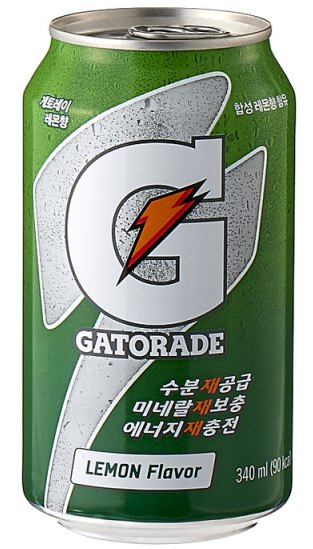 게토레이
레몬향
합성 레몬향 함유
G
GATORADE
수분재공급
미네랄재보충
에너지재충전
LEMON Flavor
340 ml (90 kcal